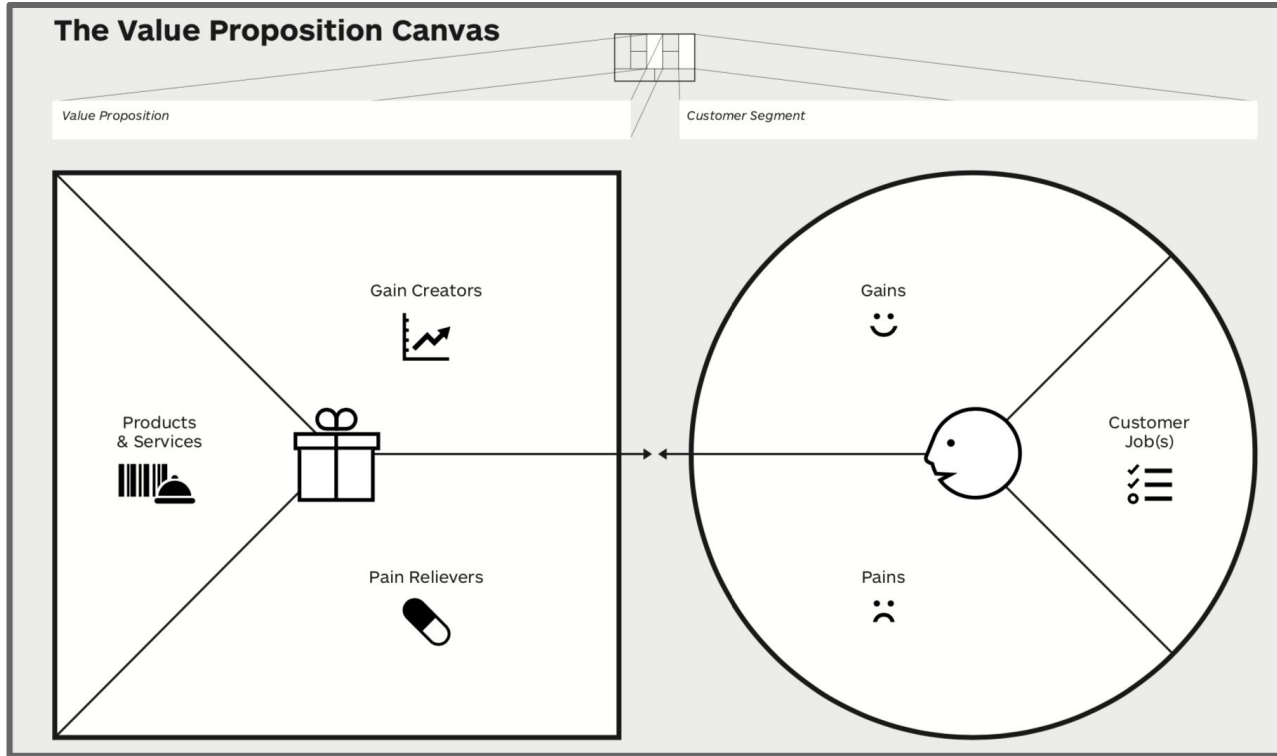 The Value Proposition Canvas
Value Proposition
Customer Segment
Gain Creators
Products
& Services
Pain Relievers
Gains
Customer
Job(s)
Pains